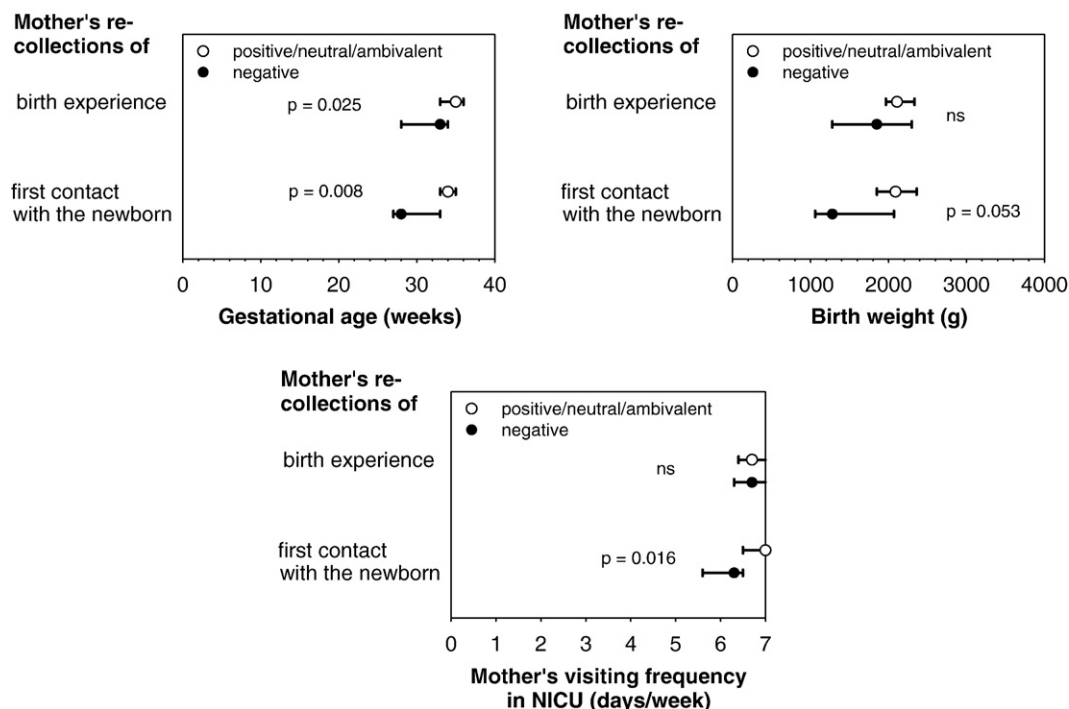 Mother's re-
collections of
positive/neutral/ambivalent
negative
birth experience
p = 0.025
first contact
with the newborn
p = 0.008
0 10 20 30 40
Gestational age (weeks)
Mother's re-
collections of
positive/neutral/ambivalent
negative
birth experience
ns
first contact
with the newborn
p = 0.053
0 1000 2000 3000 4000
Birth weight (g)
Mother's re-
collections of
positive/neutral/ambivalent
negative
birth experience
ns
first contact
with the newborn
p = 0.016
0 1 2 3 4 5 6 7
Mother's visiting frequency
in NICU (days/week)